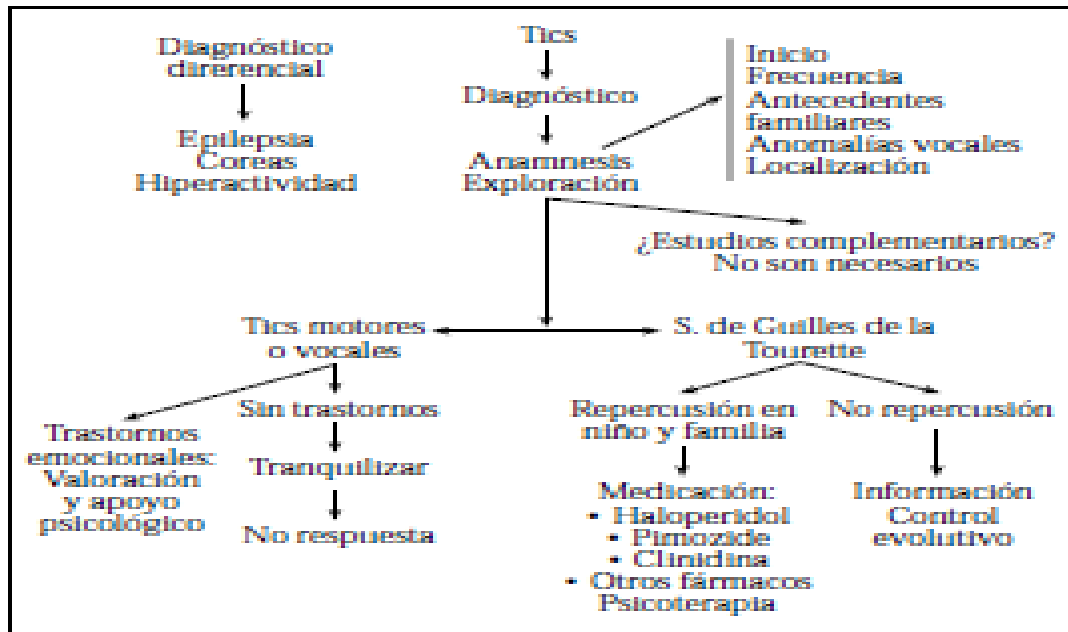 Diagnóstico
direrencial
Epilepsia
Coreas
Hiperactividad
Tics
Diagnóstico
Anamnesis
Exploración
Inicio
Frecuencia
Antecedentes
familiares
Anomalías vocales
Localización
¿Estudios complementarios?
No son necesarios
Tics motores
o vocales
Trastornos
emocionales:
Valoración
y apoyo
psicológico
Sin trastornos
Tranquilizar
No respuesta
S. de Guilles de la
Tourette
Repercusión en
niño y familia
Medicación:
• Haloperidol
• Pimozide
• Clinidina
• Otros fármacos
Psicoterapia
No repercusión
Información
Control
evolutivo